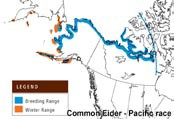 LEGEND
Breeding Range
Winter Range
Common Eider - Pacific race